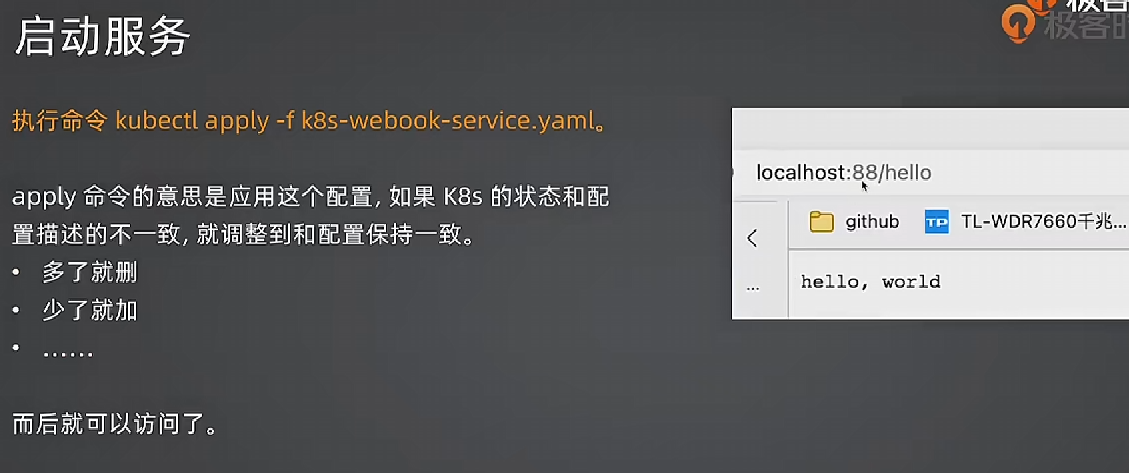 启动服务
极客
极客时
执行命令 kubectl apply -f k8s-webook-service.yaml。
apply 命令的意思是应用这个配置, 如果 K8s 的状态和配
置描述的不一致, 就调整到和配置保持一致。
• 多了就删
• 少了就加
• ……
而后就可以访问了。
localhost:88/hello
github
TP
TL-WDR7660千兆...
hello, world
...